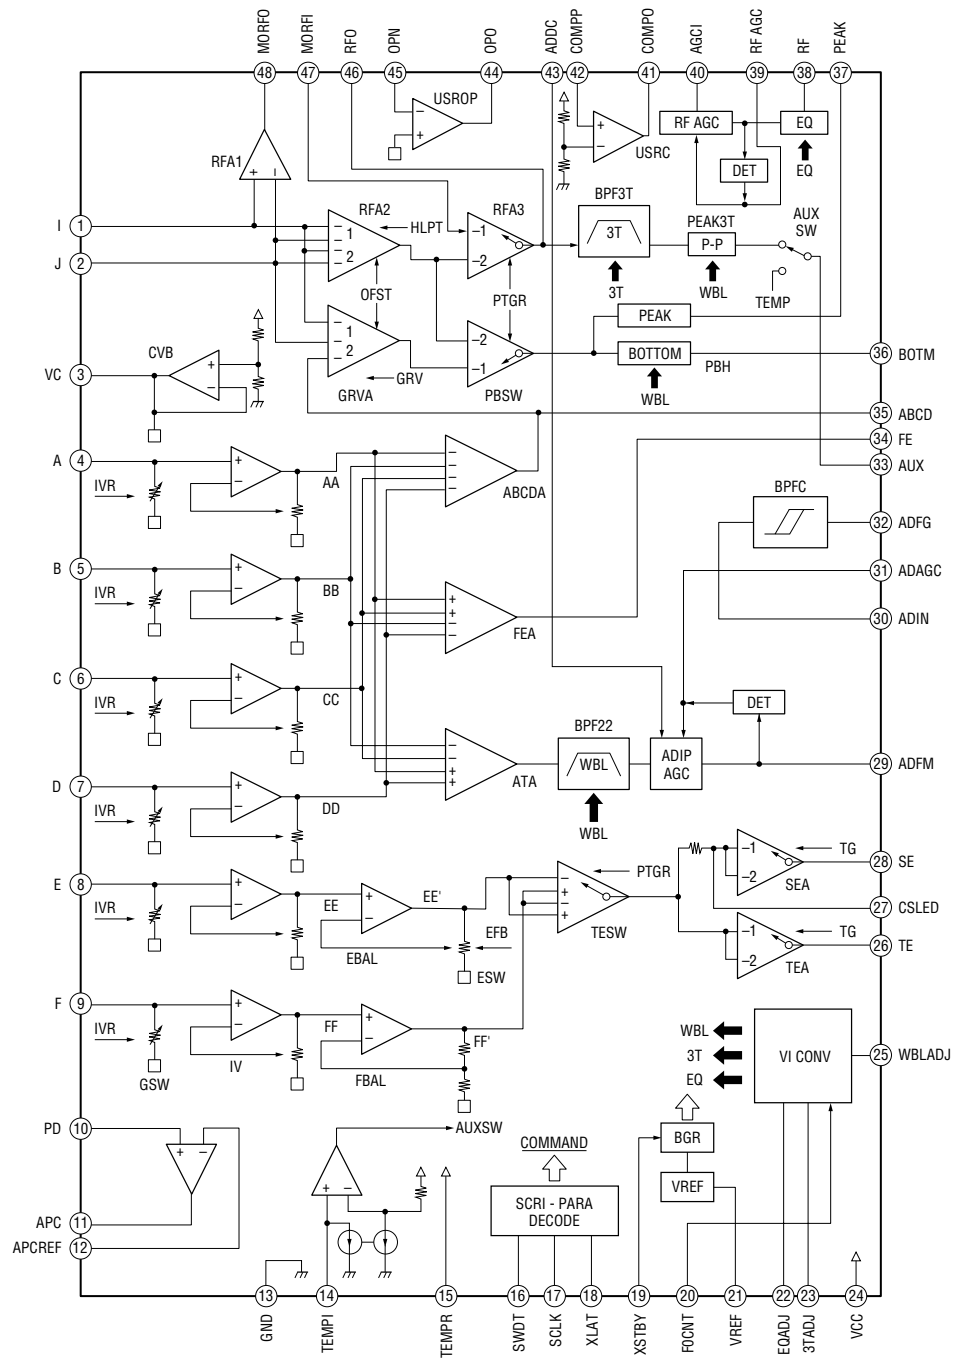 MORFO
MORFI
RFO
OPN
OPO
ADDC
COMPP
COMPO
AGCI
RF AGC
RF
PEAK
48
47
46
45
44
43
42
41
40
39
38
37
USROP
USRC
RF AGC
EQ
DET
EQ
RFA1
I 1
J 2
RFA2
HLPT
RFA3
BPF3T
3T
3T
PEAK3T
P-P
WBL
AUX
SW
TEMP
−1
−2
OFST
PTGR
PEAK
BOTTOM
PBH
WBL
36 BOTM
CVB
VC 3
GRV
GRVA
−2
−1
PBSW
35 ABCD
34 FE
33 AUX
A 4
IVR
AA
ABCDA
BPFC
32 ADFG
31 ADAGC
30 ADIN
B 5
IVR
BB
FEA
C 6
IVR
CC
BPF22
WBL
WBL
ADIP
AGC
DET
29 ADFM
ATA
D 7
IVR
DD
E 8
IVR
EE
EE'
EBAL
EFB
ESW
PTGR
TESW
−1
−2
TG
SEA
28 SE
27 CSLED
−1
−2
TG
TEA
26 TE
F 9
IVR
GSW
IV
FF
FF'
FBAL
WBL
3T
EQ
VI CONV
25 WBLADJ
PD 10
APC 11
APCREF 12
AUXSW
COMMAND
SCRI - PARA
DECODE
BGR
VREF
13
14
15
16
17
18
19
20
21
22
23
24
GND
TEMPI
TEMPR
SWDT
SCLK
XLAT
XSTBY
FOCNT
VREF
EQADJ
3TADJ
VCC